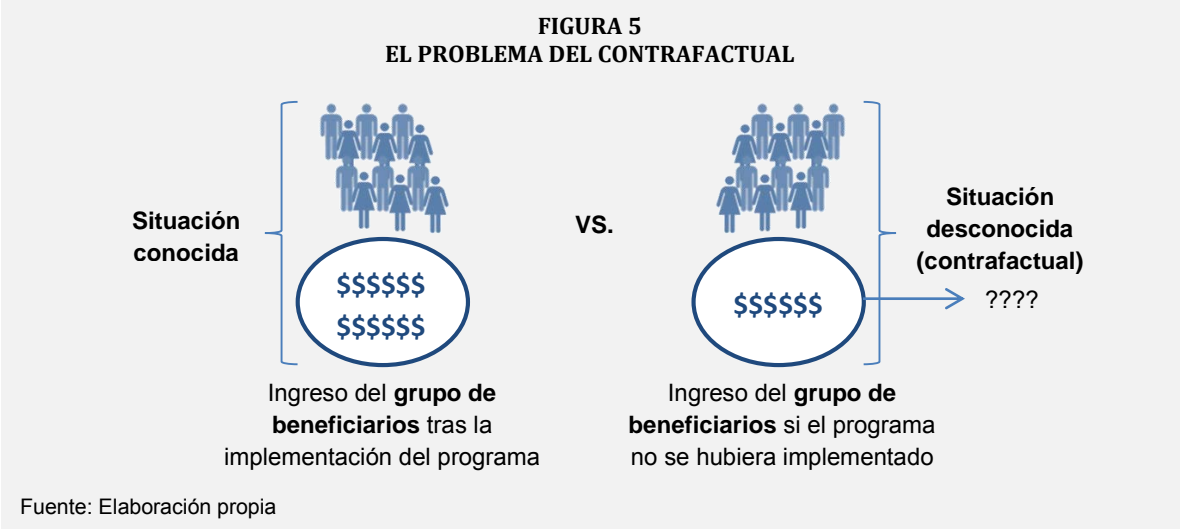 FIGURA 5
EL PROBLEMA DEL CONTRAFACTUAL
Situación
conocida
$$$$$$
$$$$$$
Ingreso del grupo de
beneficiarios tras la
implementación del programa
VS.
$$$$$$
Ingreso del grupo de
beneficiarios si el programa
no se hubiera implementado
Situación
desconocida
(contrafactual)
????
Fuente: Elaboración propia